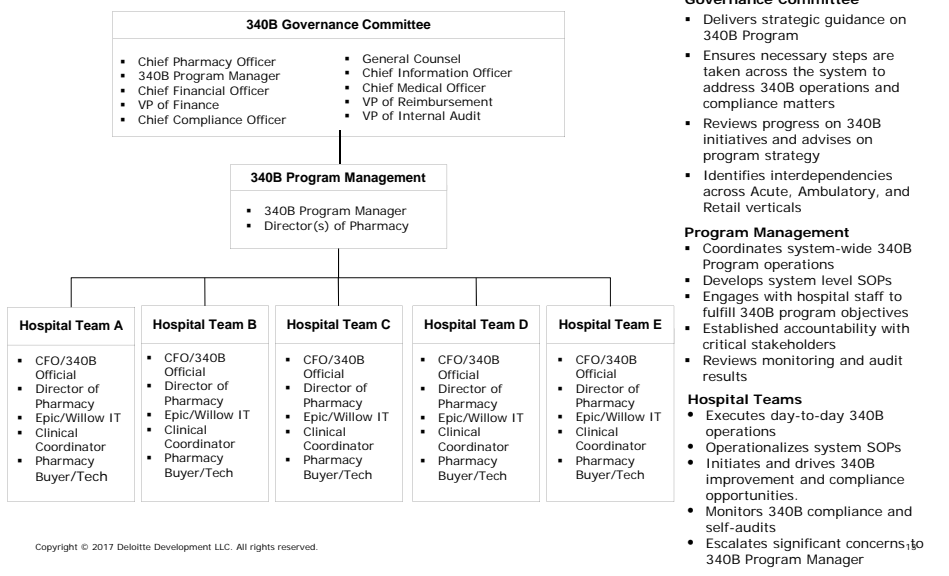 340B Governance Committee
▪ Chief Pharmacy Officer
▪ 340B Program Manager
▪ Chief Financial Officer
▪ VP of Finance
▪ Chief Compliance Officer
▪ General Counsel
▪ Chief Information Officer
▪ Chief Medical Officer
▪ VP of Reimbursement
▪ VP of Internal Audit
340B Program Management
▪ 340B Program Manager
▪ Director(s) of Pharmacy
Hospital Team A
▪ CFO/340B
Official
▪ Director of
Pharmacy
▪ Epic/Willow IT
▪ Clinical
Coordinator
▪ Pharmacy
Buyer/Tech
Hospital Team B
▪ CFO/340B
Official
▪ Director of
Pharmacy
▪ Epic/Willow IT
▪ Clinical
Coordinator
▪ Pharmacy
Buyer/Tech
Hospital Team C
▪ CFO/340B
Official
▪ Director of
Pharmacy
▪ Epic/Willow IT
▪ Clinical
Coordinator
▪ Pharmacy
Buyer/Tech
Hospital Team D
▪ CFO/340B
Official
▪ Director of
Pharmacy
▪ Epic/Willow IT
▪ Clinical
Coordinator
▪ Pharmacy
Buyer/Tech
Hospital Team E
▪ CFO/340B
Official
▪ Director of
Pharmacy
▪ Epic/Willow IT
▪ Clinical
Coordinator
▪ Pharmacy
Buyer/Tech
Governance Committee
▪ Delivers strategic guidance on
340B Program
▪ Ensures necessary steps are
taken across the system to
address 340B operations and
compliance matters
▪ Reviews progress on 340B
initiatives and advises on
program strategy
▪ Identifies interdependencies
across Acute, Ambulatory, and
Retail verticals
Program Management
▪ Coordinates system-wide 340B
Program operations
▪ Develops system level SOPs
▪ Engages with hospital staff to
fulfill 340B program objectives
▪ Established accountability with
critical stakeholders
▪ Reviews monitoring and audit
results
Hospital Teams
• Executes day-to-day 340B
operations
• Operationalizes system SOPs
• Initiates and drives 340B
improvement and compliance
opportunities.
• Monitors 340B compliance and
self-audits
• Escalates significant concerns to
340B Program Manager
Copyright © 2017 Deloitte Development LLC. All rights reserved.